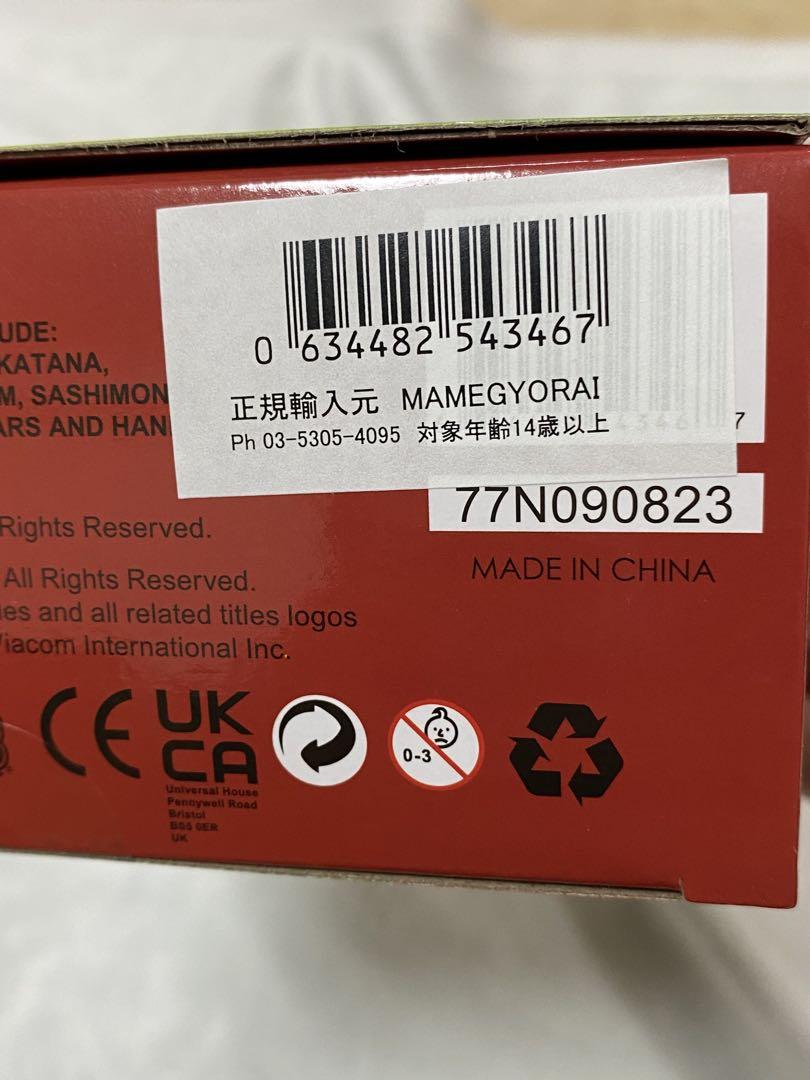 UDE:
KATANA,
M, SASHIMON
ARS AND HAN
0 634482 543467
正規輸入元 MAMEGYORAI
Ph 03-5305-4095 対象年齢14歳以上
7
77N090823
MADE IN CHINA
Rights Reserved.
All Rights Reserved.
ies and all related titles logos
Viacom International Inc.
CE
UK
CA
Universal House
Pennywell Road
Bristol
BS5 0ER
UK
0-3